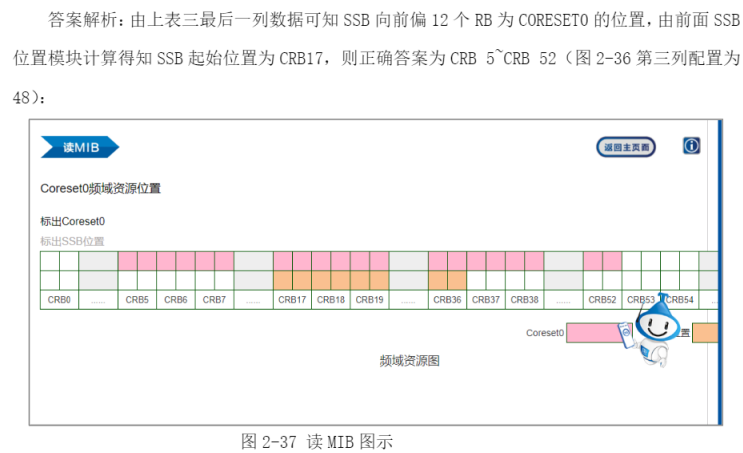 答案解析：由上表三最后一列数据可知 SSB 向前偏 12 个 RB 为 CORESET0 的位置，由前面 SSB
位置模块计算得知 SSB 起始位置为 CRB17，则正确答案为 CRB 5~CRB 52（图 2-36 第三列配置为
48）：
读MIB
返回主页面
Coreset0频域资源位置
标出Coreset0
标出SSB位置
CRB0 ...... CRB5 CRB6 CRB7 ...... CRB17 CRB18 CRB19 ...... CRB36 CRB37 CRB38 ...... CRB52 CRB53 CRB54
Coreset0 置
频域资源图
图 2-37 读 MIB 图示